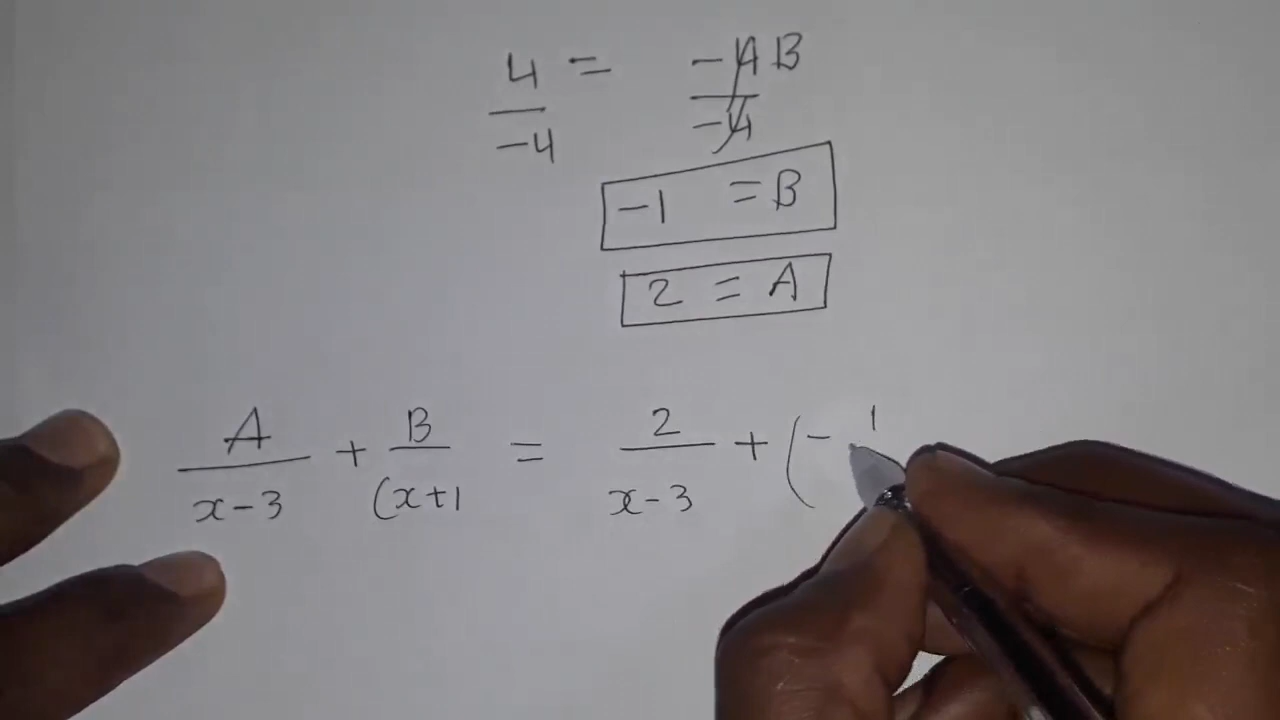 4 = -4B
-4 -4
-1 = B
2 = A
A B = 2 + (- 1
x-3 + (x+1 x-3